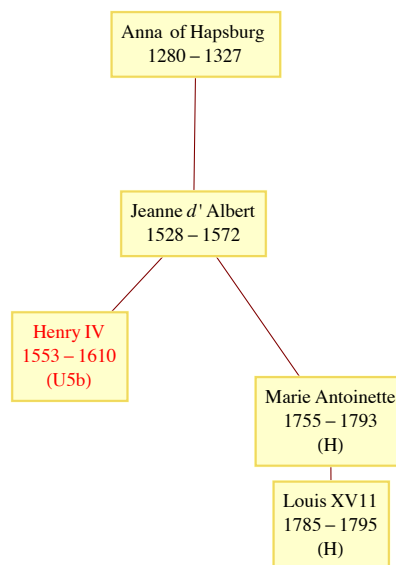 Anna of Hapsburg
1280 – 1327
Jeanne d' Albert
1528 – 1572
Henry IV
1553 – 1610
(U5b)
Marie Antoinette
1755 – 1793
(H)
Louis XV11
1785 – 1795
(H)